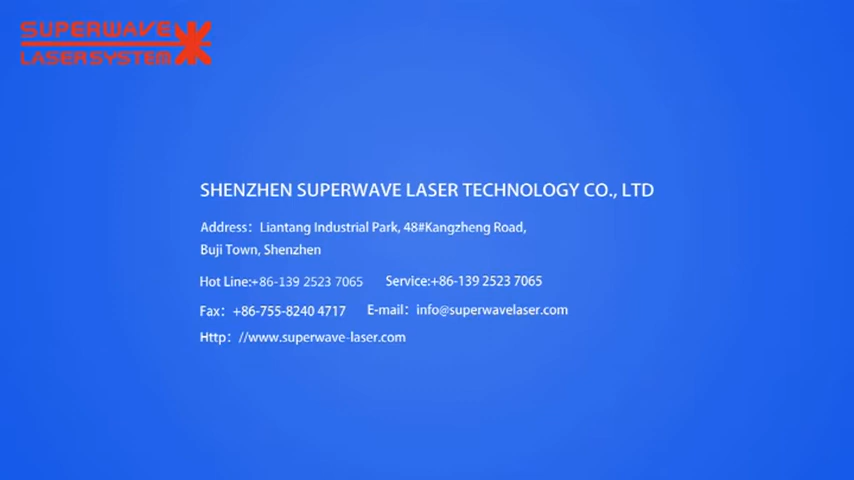 SUPERWAVE
LASER SYSTEM
SHENZHEN SUPERWAVE LASER TECHNOLOGY CO., LTD
Address： Liantang Industrial Park, 48#Kangzheng Road,
Buji Town, Shenzhen
Hot Line:+86-139 2523 7065 Service:+86-139 2523 7065
Fax： +86-755-8240 4717 E-mail： info@superwavelaser.com
Http： //www.superwave-laser.com